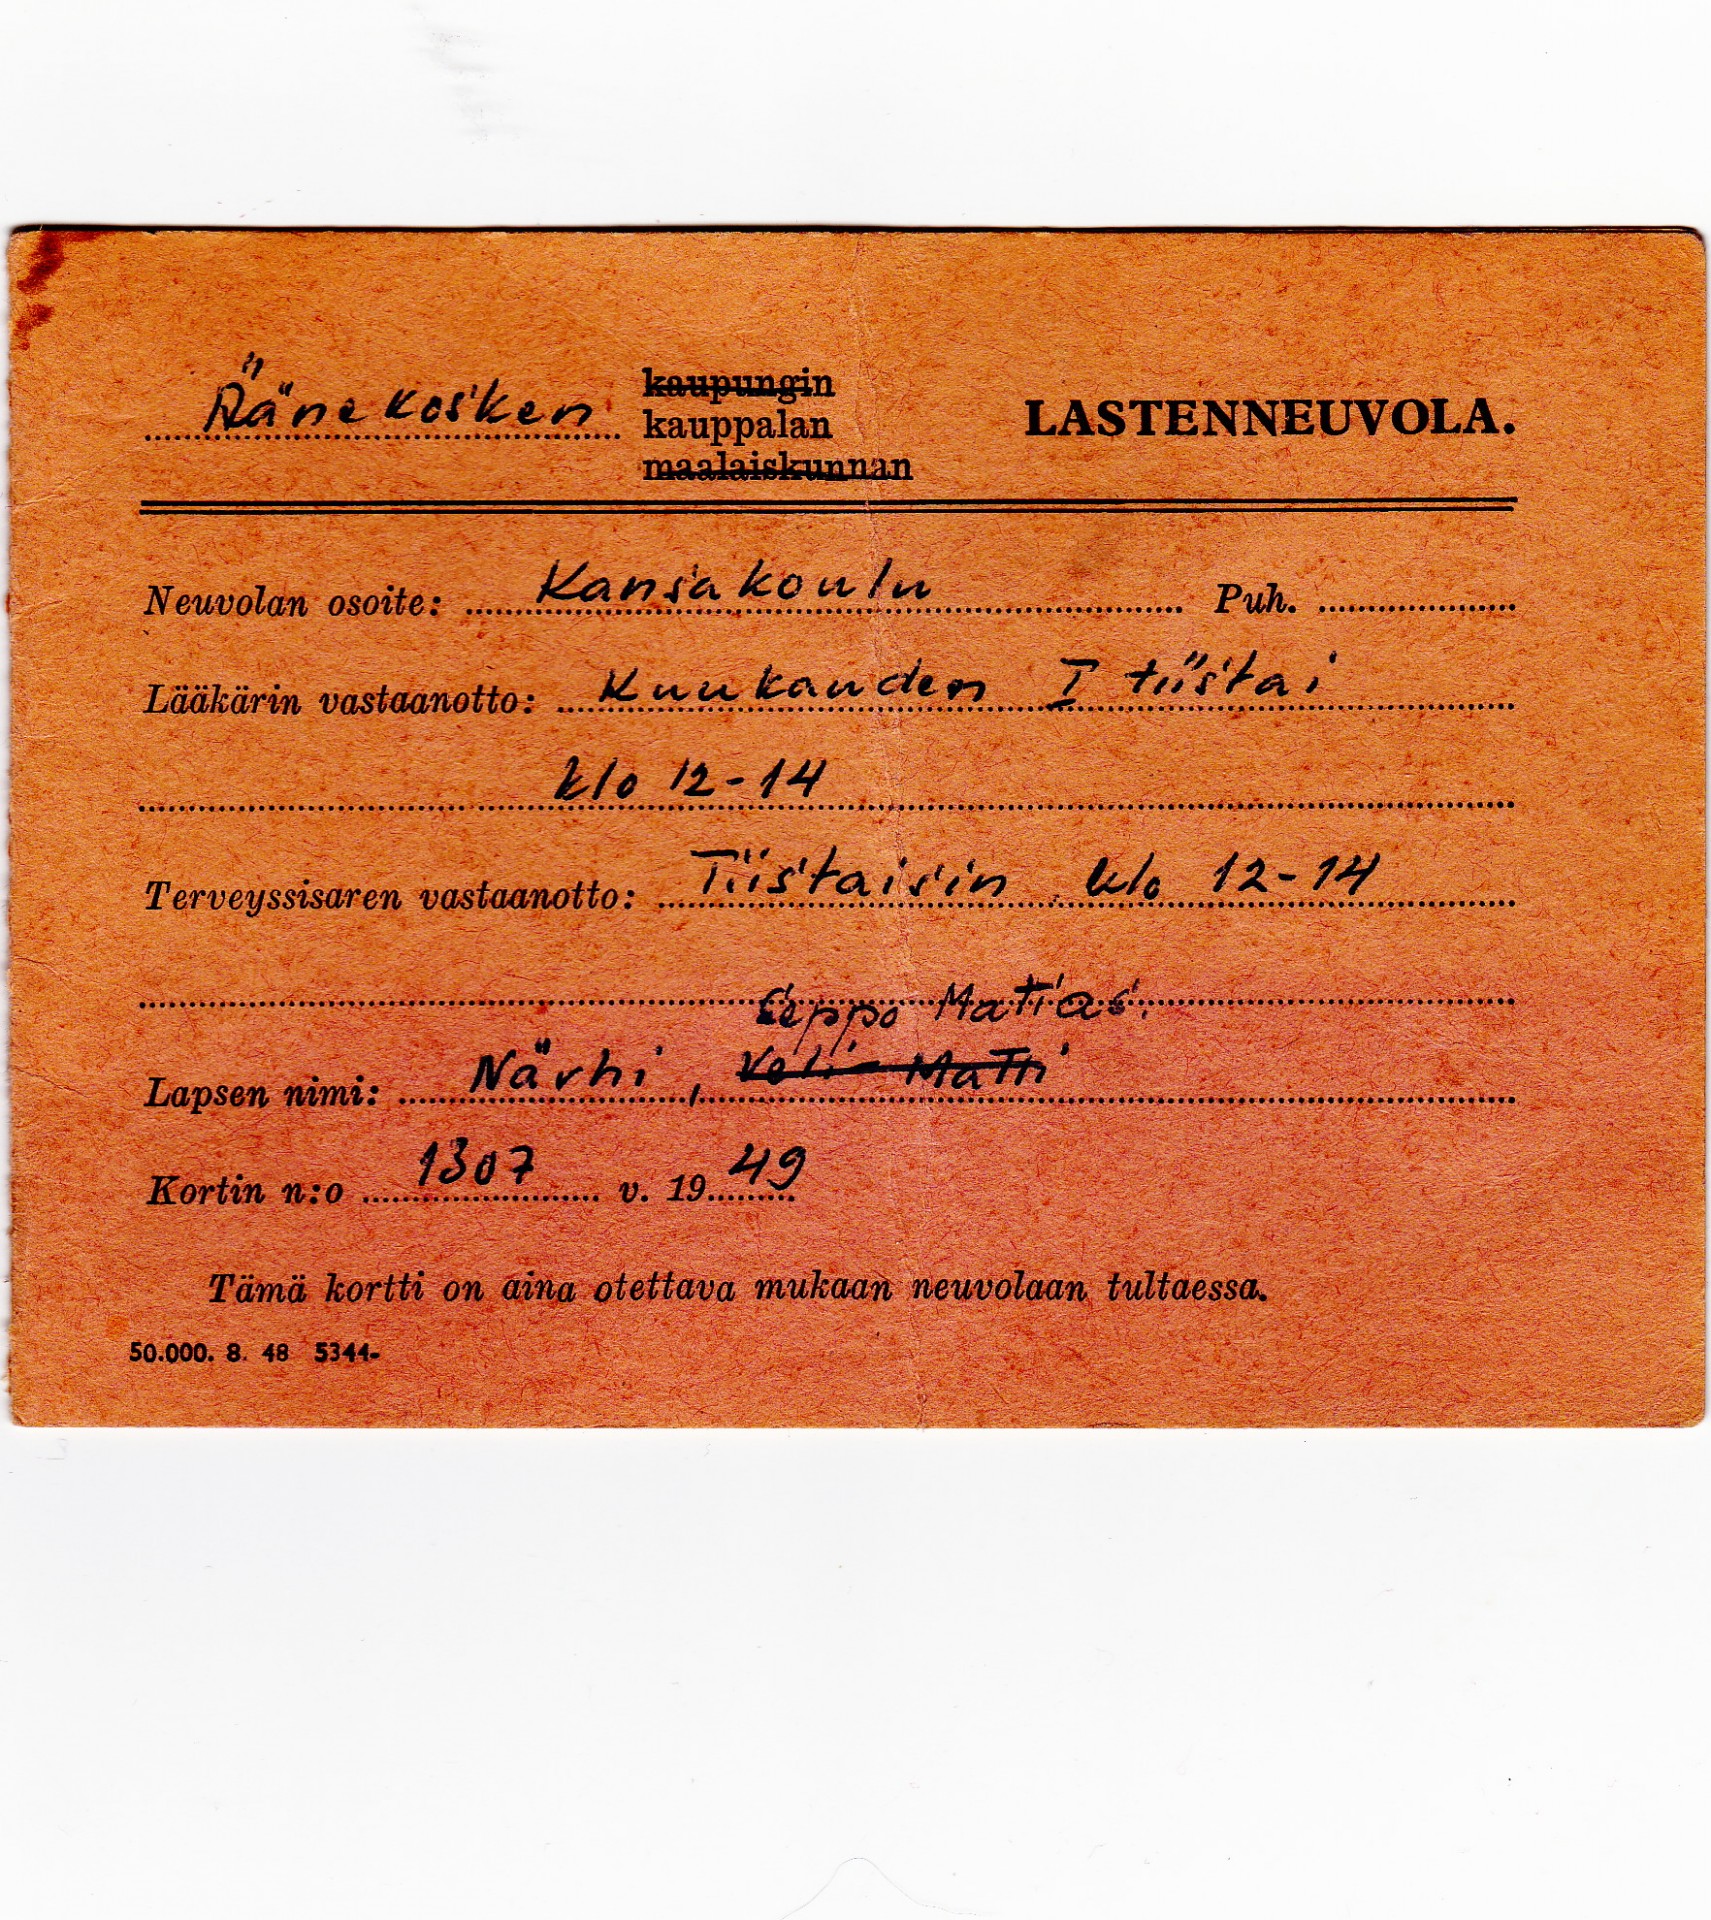 Äänekosken kaupungin
kauppalan LASTENNEUVOLA.
maalaiskunnan
Neuvolan osoite: Kansakoulu Puh.
Lääkärin vastaanotto: Kuukauden I tiistai
klo 12-14
Terveyssisaren vastaanotto: Tiistaisin klo 12-14
Seppo Matias.
Lapsen nimi: Närhi, Veli-Matti
Kortin n:o 1307 v. 1949
Tämä kortti on aina otettava mukaan neuvolaan tultaessa.
50.000. 8. 48 5344-